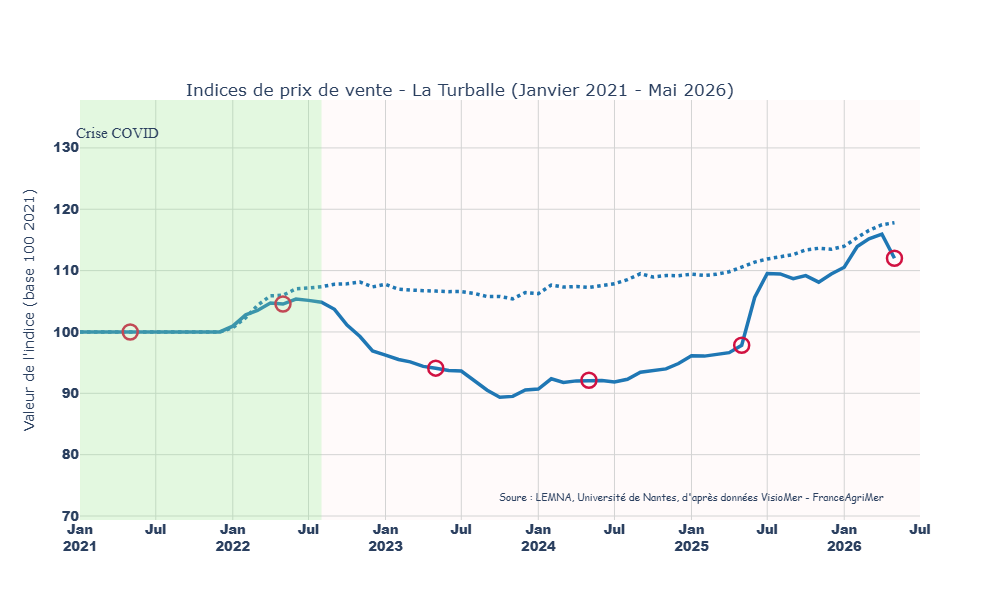 Indices de prix de vente - La Turballe (Janvier 2021 - Mai 2026)
Crise COVID
Valeur de l'indice (base 100 2021)
130
120
110
100
90
80
70
Soure : LEMNA, Université de Nantes, d'après données VisioMer - FranceAgriMer
Jan Jul Jan Jul Jan Jul Jan Jul Jan Jul Jan Jul
2021 2022 2023 2024 2025 2026